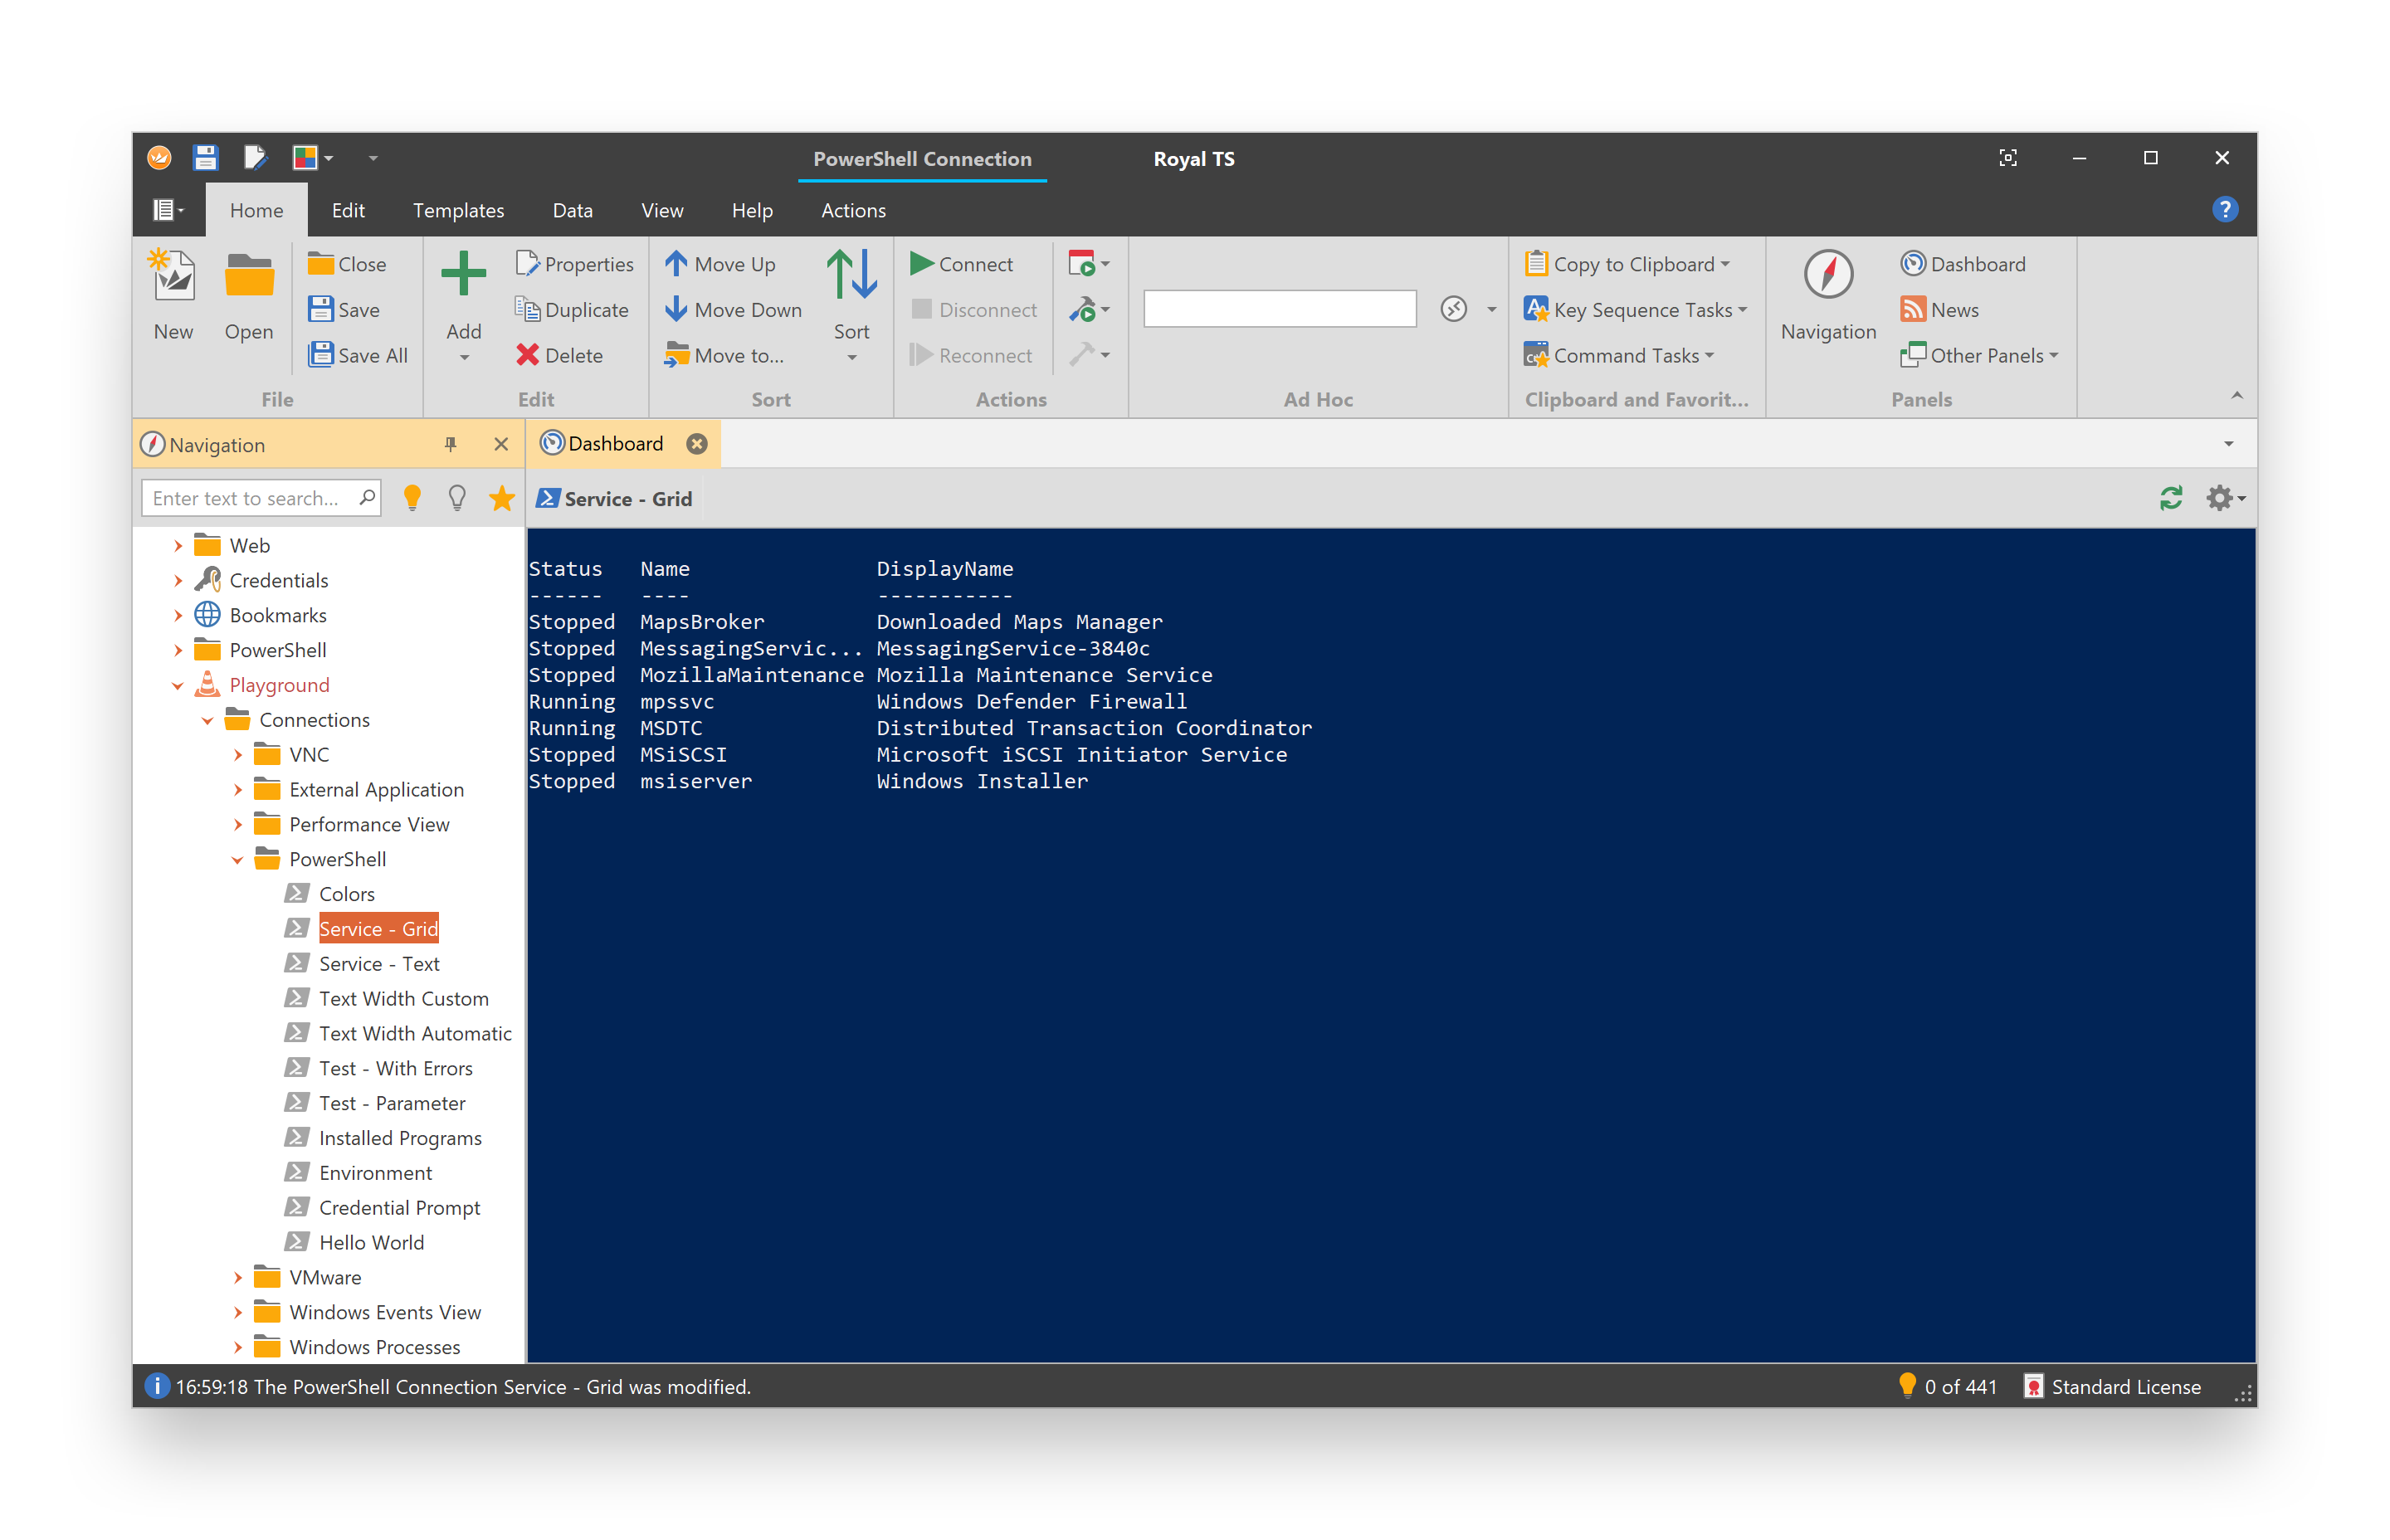 PowerShell Connection
Royal TS
Home Edit Templates Data View Help Actions
New
Open
Close
Save
Save All
File
Add
Properties
Duplicate
Delete
Edit
Move Up
Move Down
Move to...
Sort
Sort
Connect
Disconnect
Reconnect
Actions
Ad Hoc
Copy to Clipboard
Key Sequence Tasks
Command Tasks
Clipboard and Favorit...
Navigation
Dashboard
News
Other Panels
Panels
Navigation
Dashboard
Enter text to search...
Service - Grid
Web
Credentials
Bookmarks
PowerShell
Playground
Connections
VNC
External Application
Performance View
PowerShell
Colors
Service - Grid
Service - Text
Text Width Custom
Text Width Automatic
Test - With Errors
Test - Parameter
Installed Programs
Environment
Credential Prompt
Hello World
VMware
Windows Events View
Windows Processes
Status Name DisplayName
------ ---- -----------
Stopped MapsBroker Downloaded Maps Manager
Stopped MessagingServic... MessagingService-3840c
Stopped MozillaMaintenance Mozilla Maintenance Service
Running mpssvc Windows Defender Firewall
Running MSDTC Distributed Transaction Coordinator
Stopped MSiSCSI Microsoft iSCSI Initiator Service
Stopped msiserver Windows Installer
16:59:18 The PowerShell Connection Service - Grid was modified.
0 of 441
Standard License